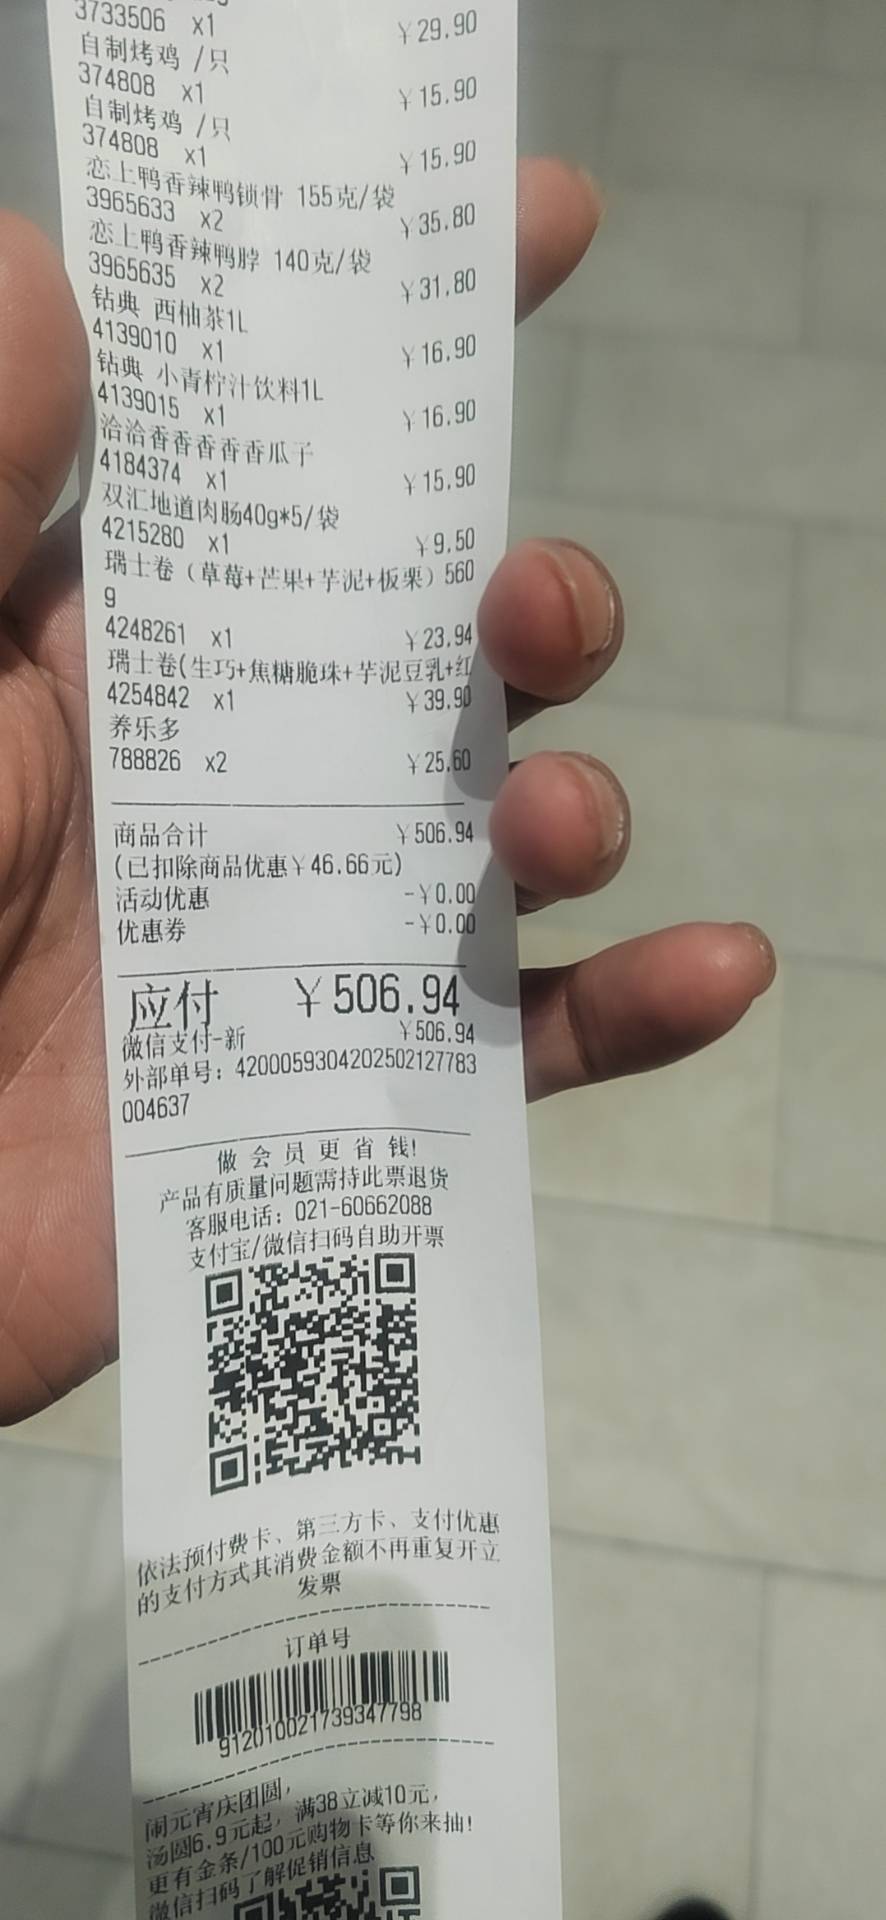 3733506 x1
￥29.90
自制烤鸡 /只
374808 x1
￥15.90
自制烤鸡 /只
374808 x1
￥15.90
恋上鸭香辣鸭锁骨 155克/袋
3965633 x2
￥35.80
恋上鸭香辣鸭脖 140克/袋
3965635 x2
￥31.80
钻典 西柚茶1L
4139010 x1
￥16.90
钻典 小青柠汁饮料1L
4139015 x1
￥16.90
洽洽香香香香香瓜子
4184374 x1
￥15.90
双汇地道肉肠40g*5/袋
4215280 x1
￥9.50
瑞士卷（草莓+芒果+芋泥+板栗）560
g
4248261 x1
￥23.94
瑞士卷(生巧+焦糖脆珠+芋泥豆乳+红
4254842 x1
￥39.90
养乐多
788826 x2
￥25.60
商品合计 ￥506.94
(已扣除商品优惠￥46.66元)
活动优惠 -￥0.00
优惠券 -￥0.00
应付 ￥506.94
微信支付-新 ￥506.94
外部单号：4200059304202502127783
004637
做会员更省钱!
产品有质量问题需持此票退货
客服电话：021-60662088
支付宝/微信扫码自助开票
依法预付费卡、第三方卡、支付优惠
的支付方式其消费金额不再重复开立
发票
订单号
912010021739347798
闹元宵庆团圆，
汤圆6.9元起，满38立减10元，
更有金条/100元购物卡等你来抽!
微信扫码了解促销信息